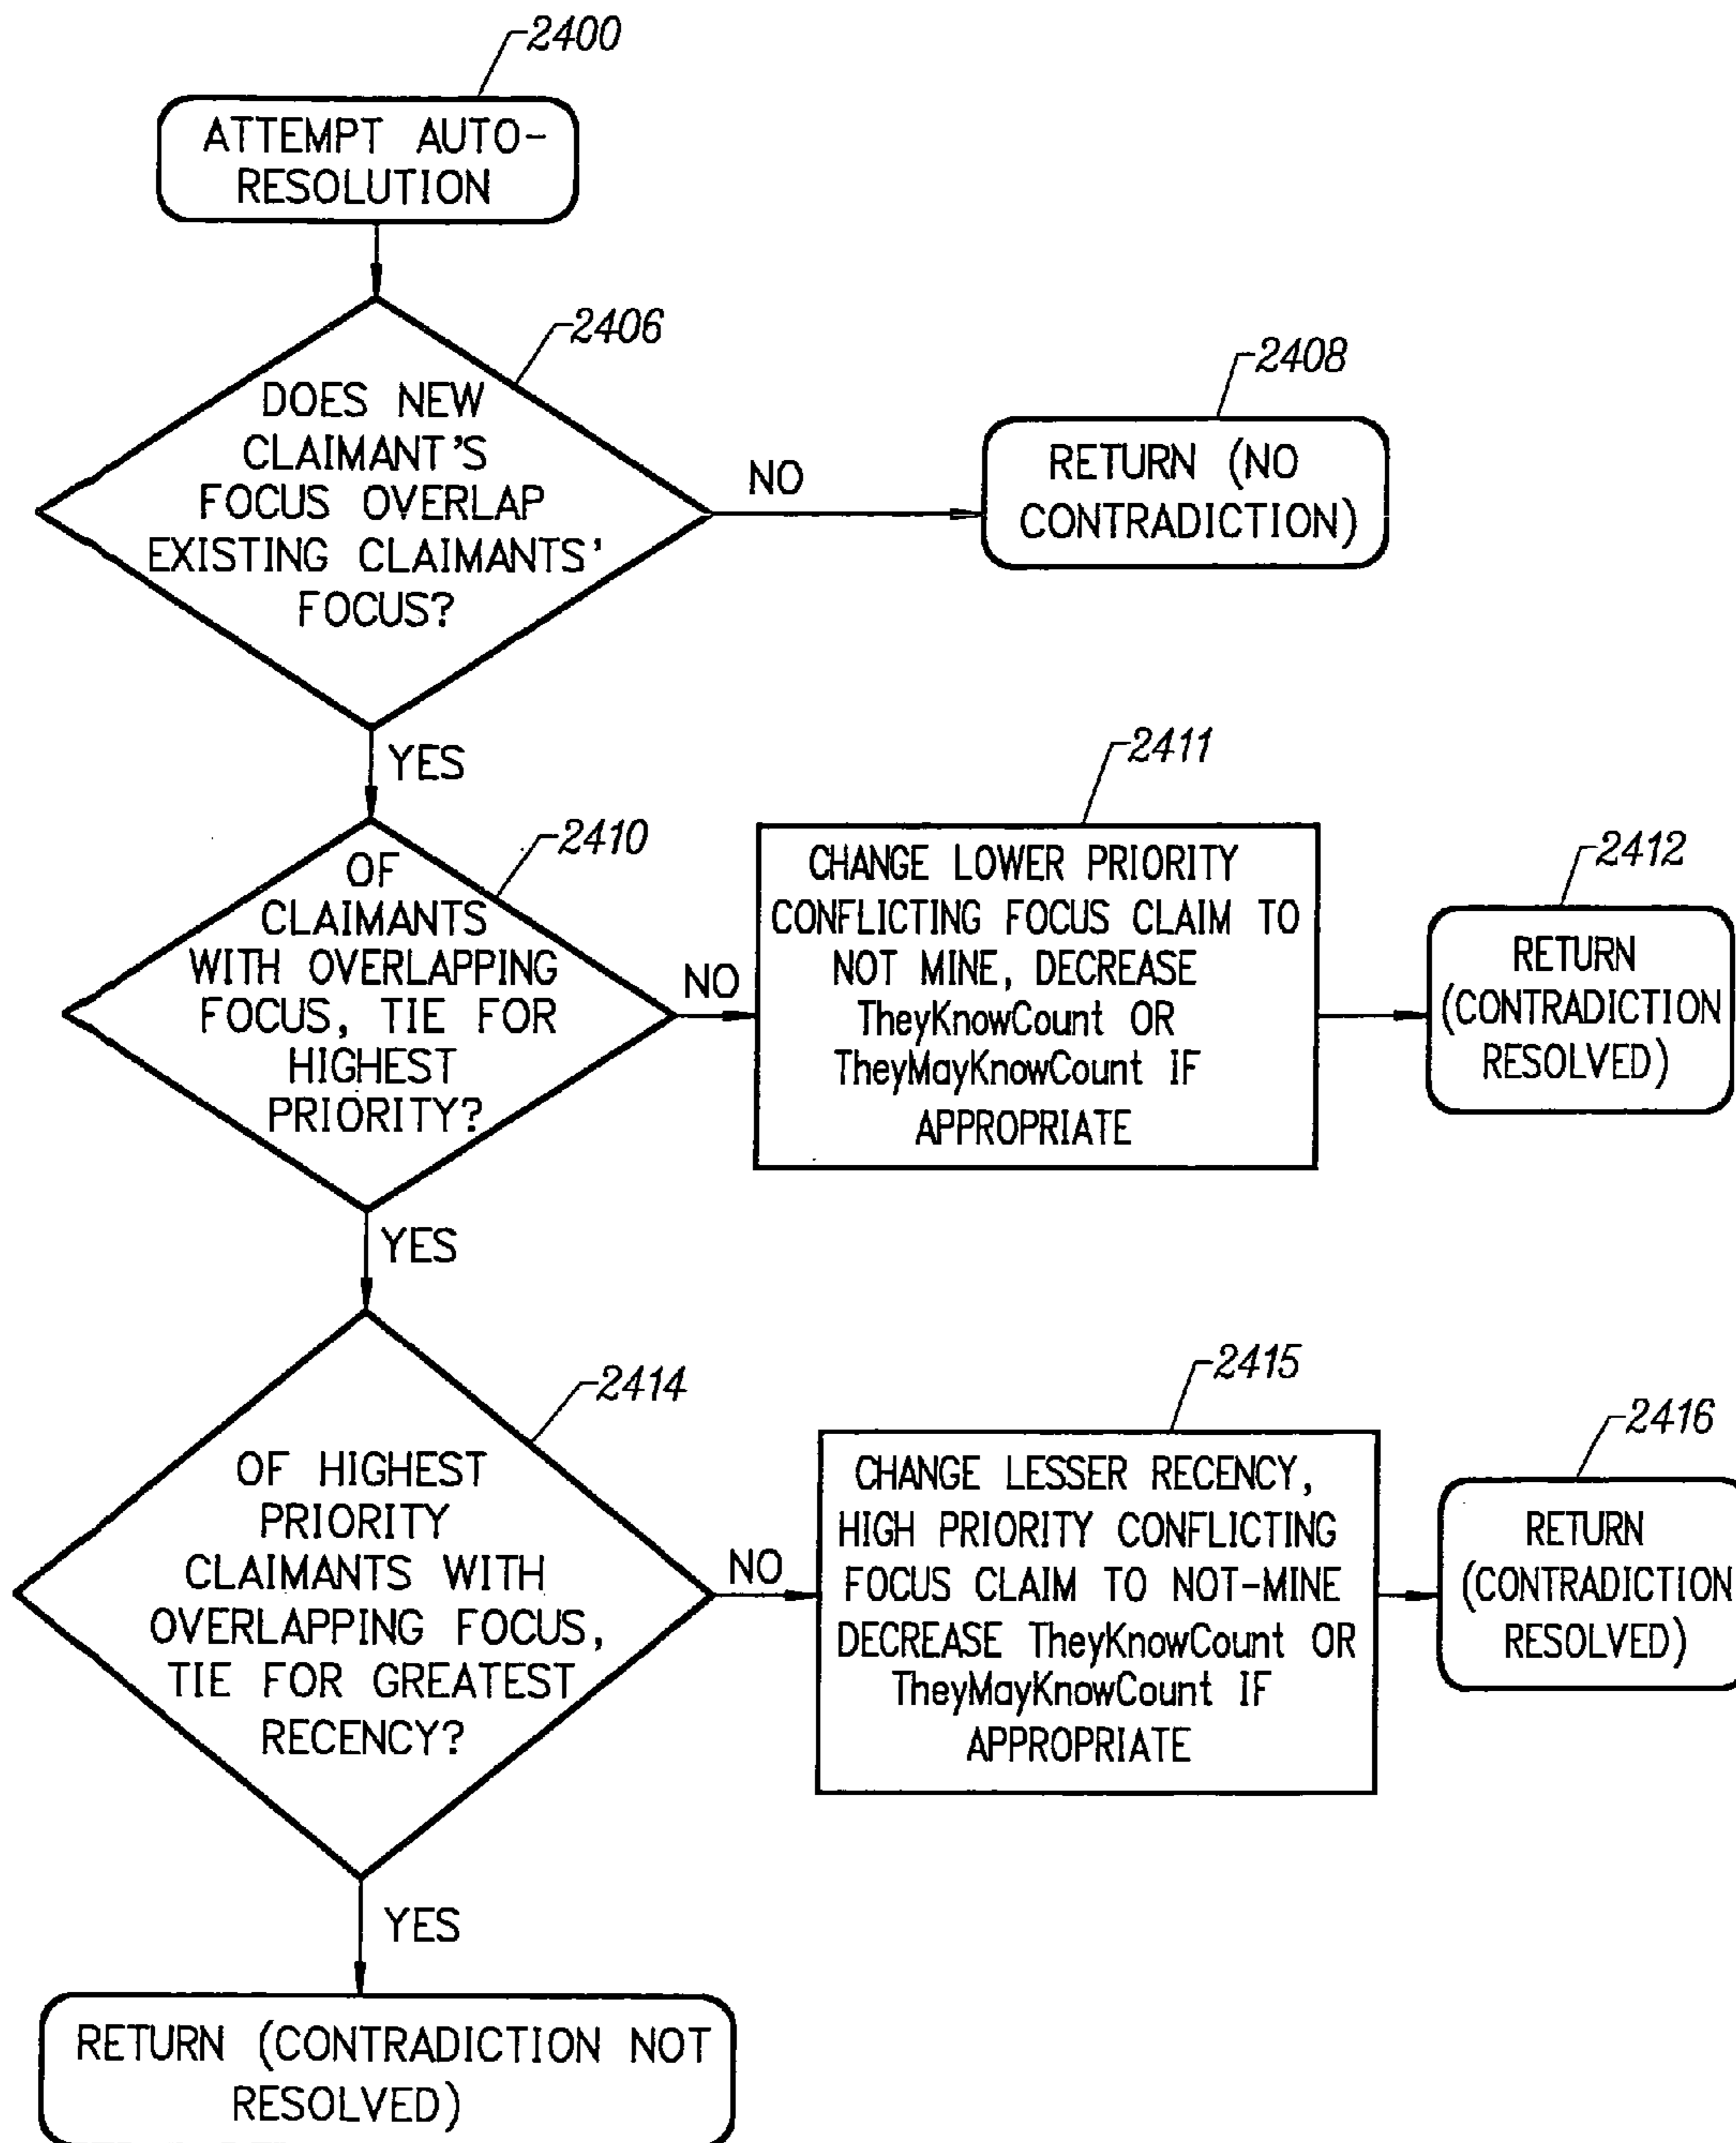 2400
ATTEMPT AUTO-
RESOLUTION
2406
DOES NEW
CLAIMANT'S
FOCUS OVERLAP
EXISTING CLAIMANTS'
FOCUS?
NO
2408
RETURN (NO
CONTRADICTION)
YES
2410
OF
CLAIMANTS
WITH OVERLAPPING
FOCUS, TIE FOR
HIGHEST
PRIORITY?
NO
2411
CHANGE LOWER PRIORITY
CONFLICTING FOCUS CLAIM TO
NOT MINE, DECREASE
TheyKnowCount OR
TheyMayKnowCount IF
APPROPRIATE
2412
RETURN
(CONTRADICTION
RESOLVED)
YES
2414
OF HIGHEST
PRIORITY
CLAIMANTS WITH
OVERLAPPING FOCUS,
TIE FOR GREATEST
RECENCY?
NO
2415
CHANGE LESSER RECENCY,
HIGH PRIORITY CONFLICTING
FOCUS CLAIM TO NOT-MINE
DECREASE TheyKnowCount OR
TheyMayKnowCount IF
APPROPRIATE
2416
RETURN
(CONTRADICTION
RESOLVED)
YES
RETURN (CONTRADICTION NOT
RESOLVED)